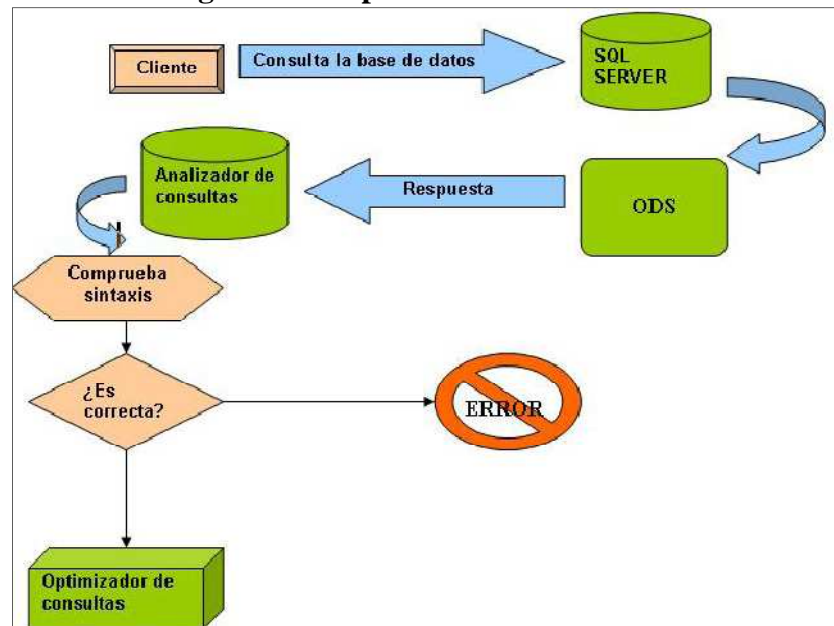 Cliente
Consulta la base de datos
SQL
SERVER
Analizador de
consultas
Respuesta
ODS
Comprueba
sintaxis
¿Es
correcta?
ERROR
Optimizador de
consultas